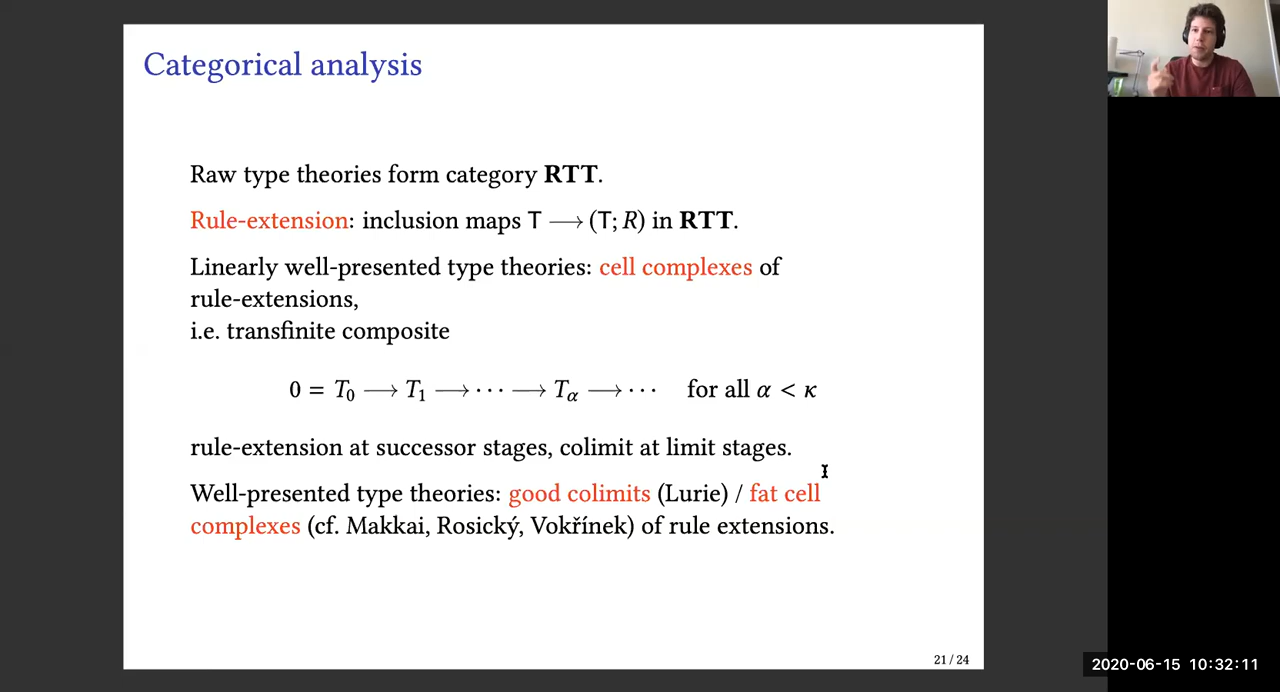 Categorical analysis
Raw type theories form category RTT.
Rule-extension: inclusion maps T ⟶ (T; R) in RTT.
Linearly well-presented type theories: cell complexes of
rule-extensions,
i.e. transfinite composite
0 = T₀ ⟶ T₁ ⟶ ··· ⟶ Tα ⟶ ··· for all α < κ
rule-extension at successor stages, colimit at limit stages.
Well-presented type theories: good colimits (Lurie) / fat cell
complexes (cf. Makkai, Rosický, Vokřínek) of rule extensions.
21 / 24
2020-06-15 10:32:11